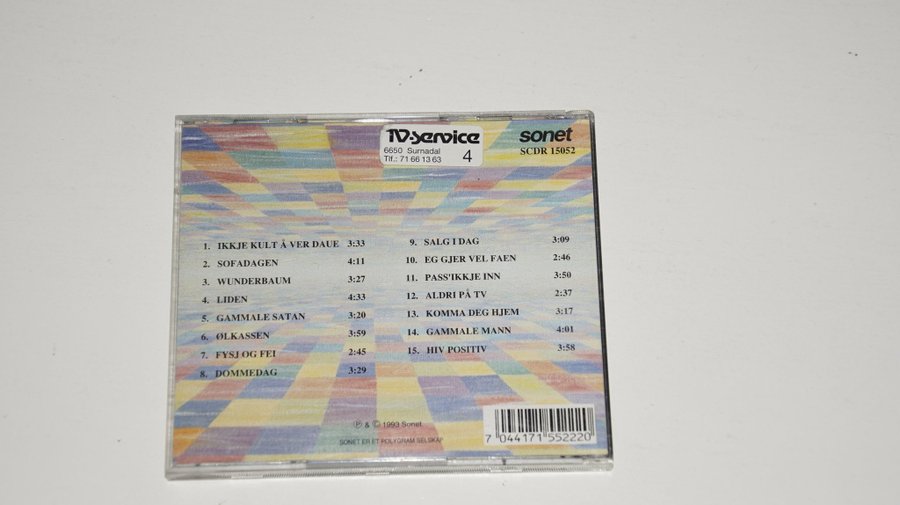 TV-service
6650 Surnadal
Tlf.: 71 66 13 63 4
sonet
SCDR 15052
1. IKKJE KULT Å VER DAUE 3:33
2. SOFADAGEN 4:11
3. WUNDERBAUM 3:27
4. LIDEN 4:33
5. GAMMALE SATAN 3:20
6. ØLKASSEN 3:59
7. FYSJ OG FEI 2:45
8. DOMMEDAG 3:29
9. SALG I DAG 3:09
10. EG GJER VEL FAEN 2:46
11. PASS'IKKJE INN 3:50
12. ALDRI PÅ TV 2:37
13. KOMMA DEG HJEM 3:17
14. GAMMALE MANN 4:01
15. HIV POSITIV 3:58
℗ & © 1993 Sonet
SONET ER ET POLYGRAM SELSKAP
7 044171 552220